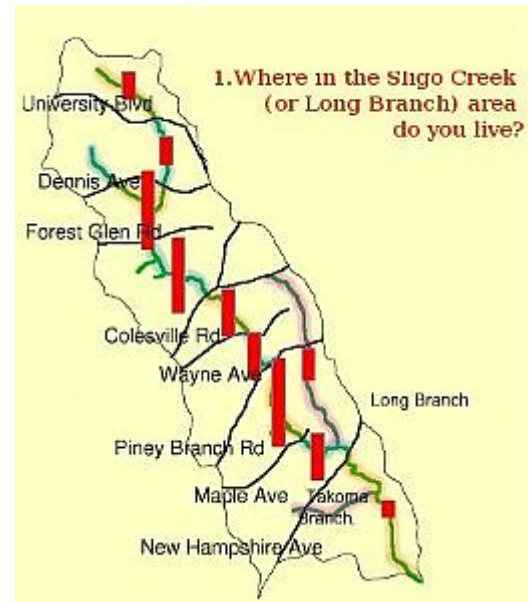 1.Where in the Sligo Creek
(or Long Branch) area
do you live?
University Blvd
Dennis Ave
Forest Glen Rd
Colesville Rd
Wayne Ave
Long Branch
Piney Branch Rd
Maple Ave
Takoma
Branch
New Hampshire Ave